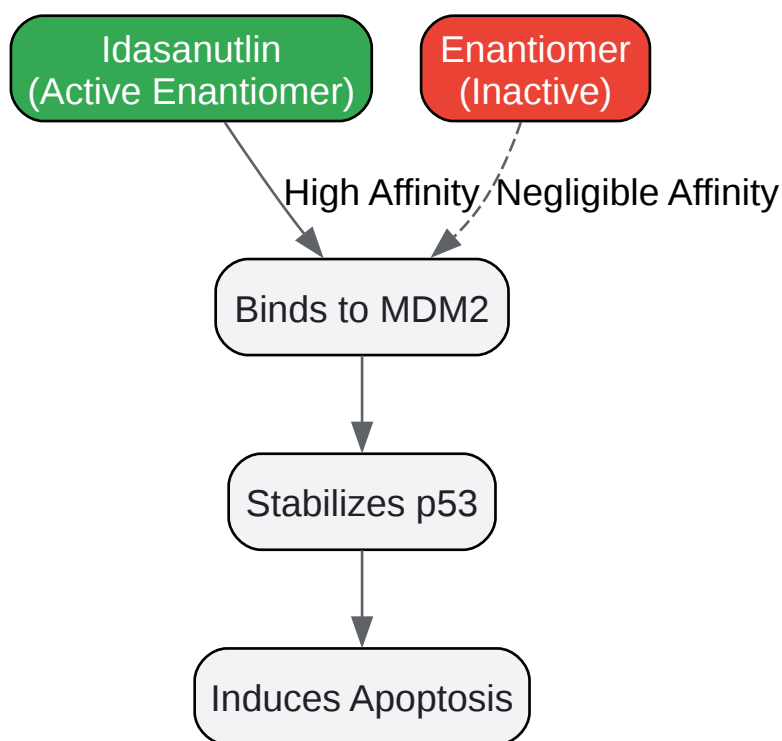 Idasanutlin
(Active Enantiomer)
Enantiomer
(Inactive)
High Affinity
Negligible Affinity
Binds to MDM2
Stabilizes p53
Induces Apoptosis